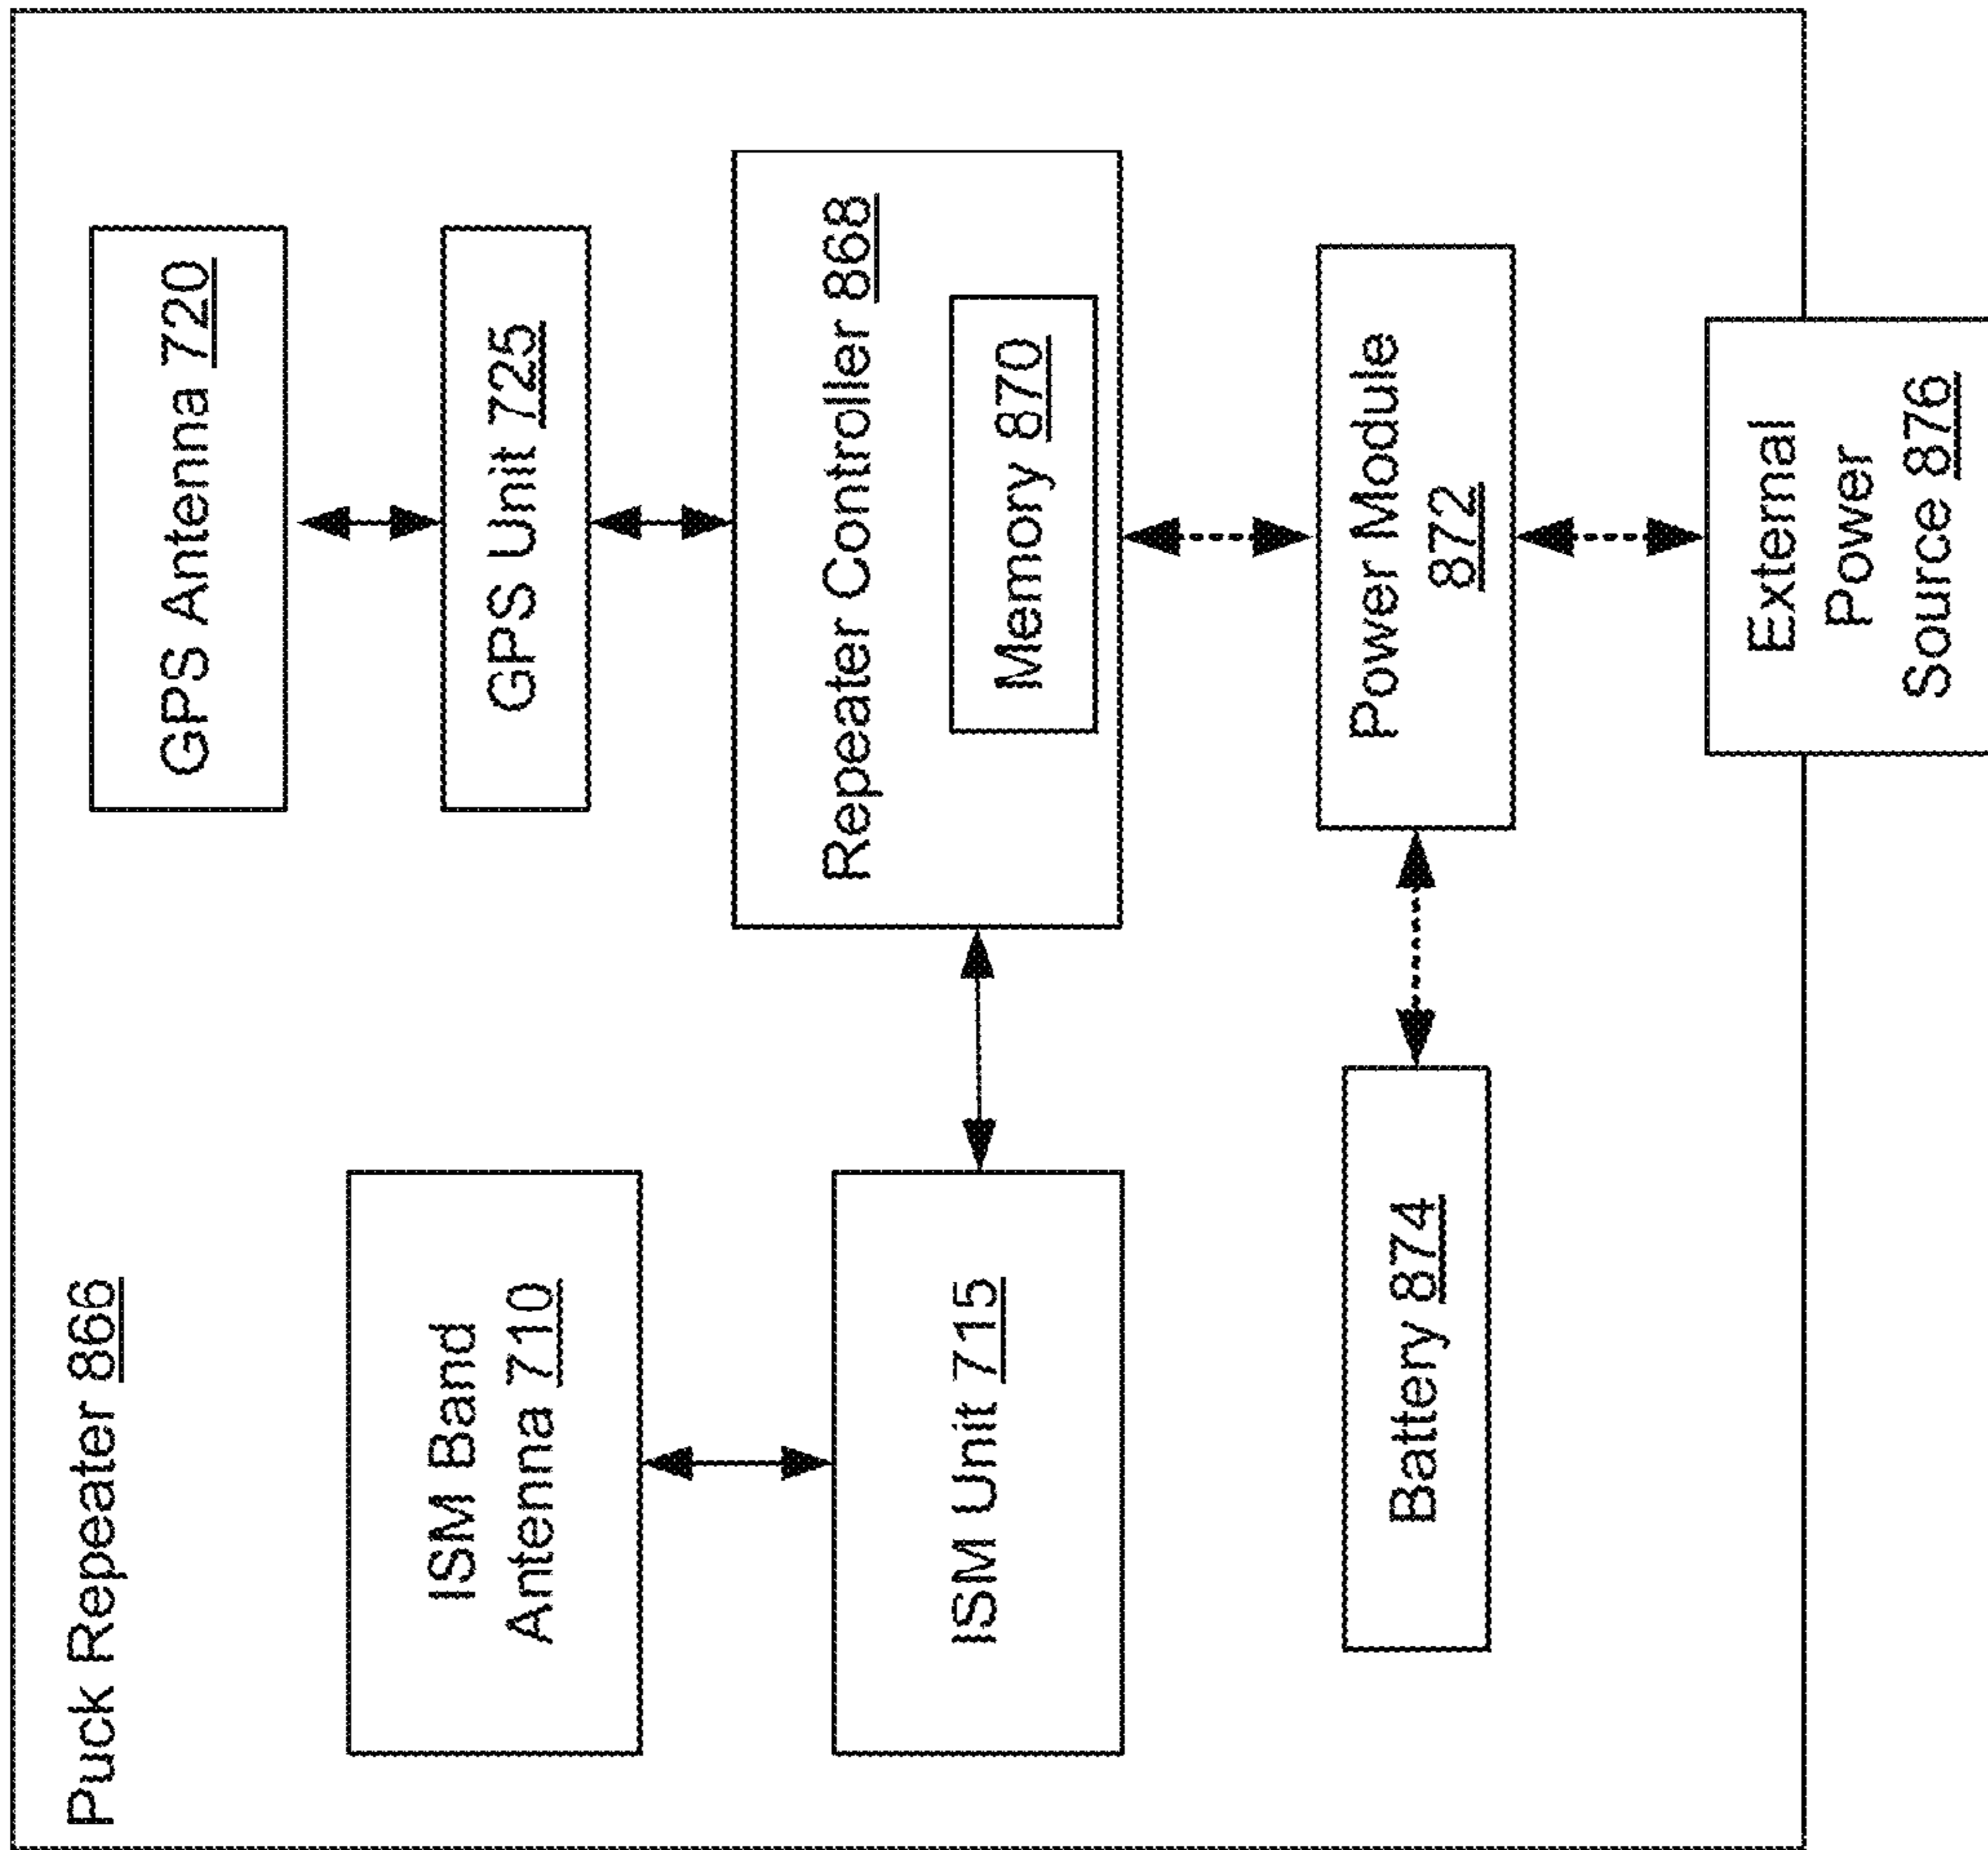 Puck Repeater 866
ISM Band
Antenna 710
GPS Antenna 720
GPS Unit 725
ISM Unit 715
Repeater Controller 868
Memory 870
Battery 874
Power Module
872
External
Power
Source 876